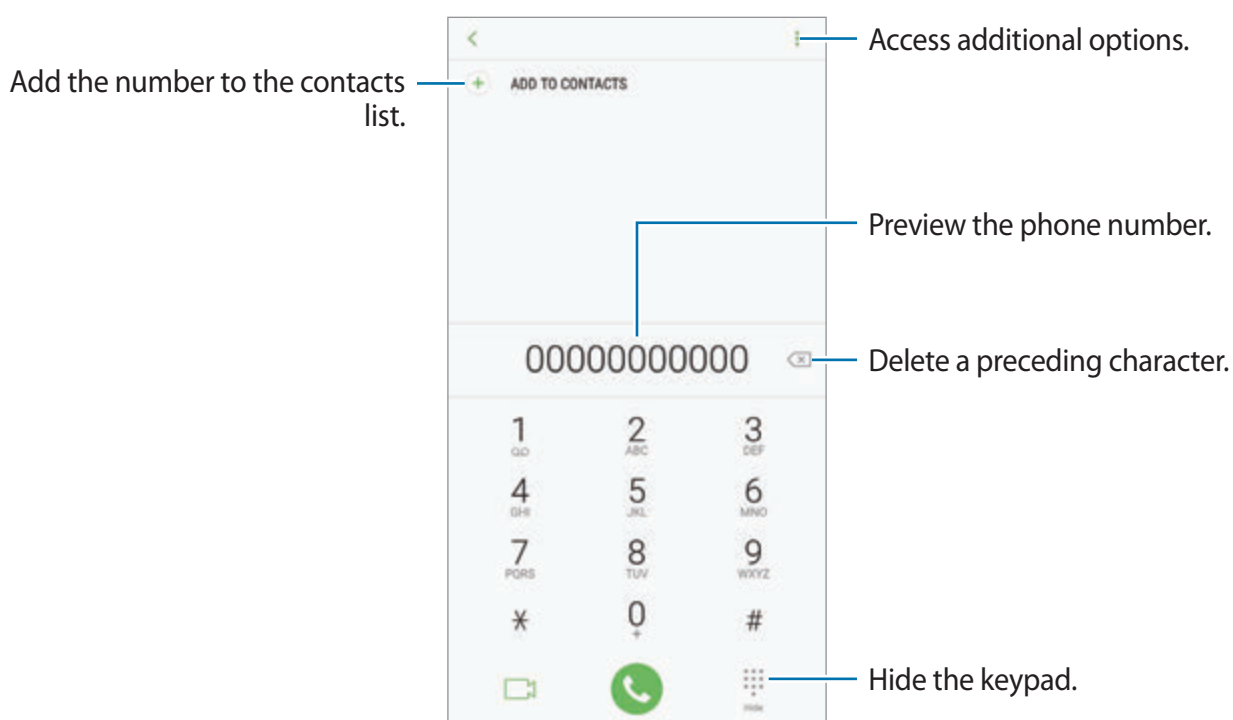 Access additional options.
Add the number to the contacts
list.
ADD TO CONTACTS
Preview the phone number.
00000000000
Delete a preceding character.
1 2 3
ABC DEF
4 5 6
GHI JKL MNO
7 8 9
PQRS TUV WXYZ
* 0 #
+
Hide the keypad.
Hide